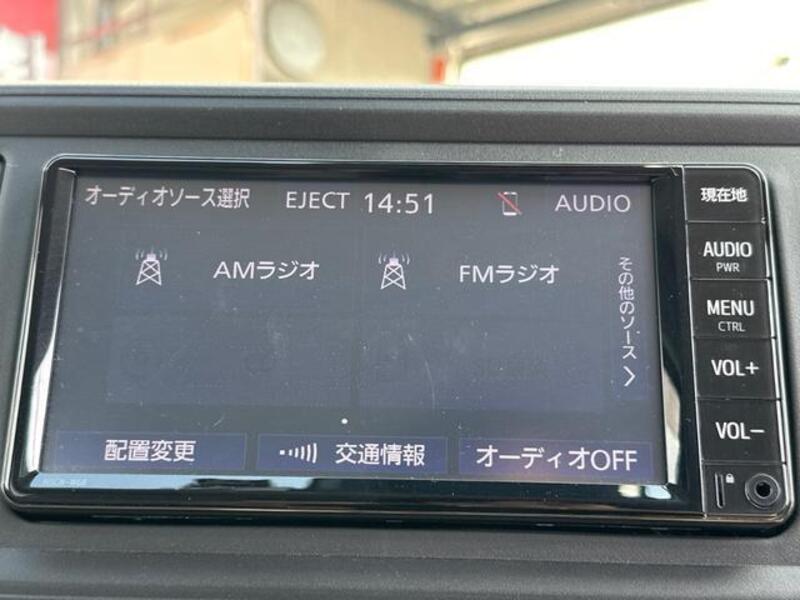 オーディオソース選択 EJECT 14:51 AUDIO
AMラジオ FMラジオ
その他のソース
配置変更 交通情報 オーディオOFF
現在地
AUDIO
PWR
MENU
CTRL
VOL+
VOL-